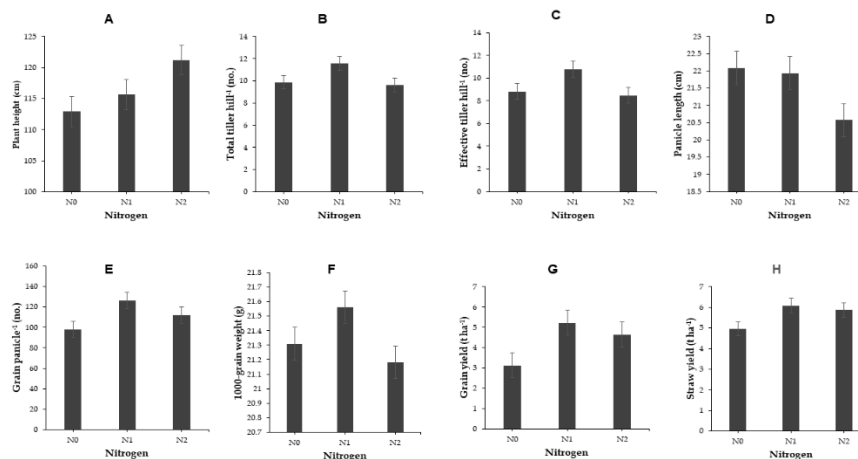 A
Plant height (cm)
125
120
115
110
105
100
N0 N1 N2
Nitrogen
B
Total tiller hill⁻¹ (no.)
14
12
10
8
6
4
2
0
N0 N1 N2
Nitrogen
C
Effective tiller hill⁻¹ (no.)
14
12
10
8
6
4
2
0
N0 N1 N2
Nitrogen
D
Panicle length (cm)
23
22.5
22
21.5
21
20.5
20
19.5
19
18.5
N0 N1 N2
Nitrogen
E
Grain panicle⁻¹ (no.)
160
140
120
100
80
60
40
20
0
N0 N1 N2
Nitrogen
F
1000-grain weight (g)
21.8
21.7
21.6
21.5
21.4
21.3
21.2
21.1
21
20.9
20.8
20.7
N0 N1 N2
Nitrogen
G
Grain yield (t ha⁻¹)
7
6
5
4
3
2
1
0
N0 N1 N2
Nitrogen
H
Straw yield (t ha⁻¹)
7
6
5
4
3
2
1
0
N0 N1 N2
Nitrogen